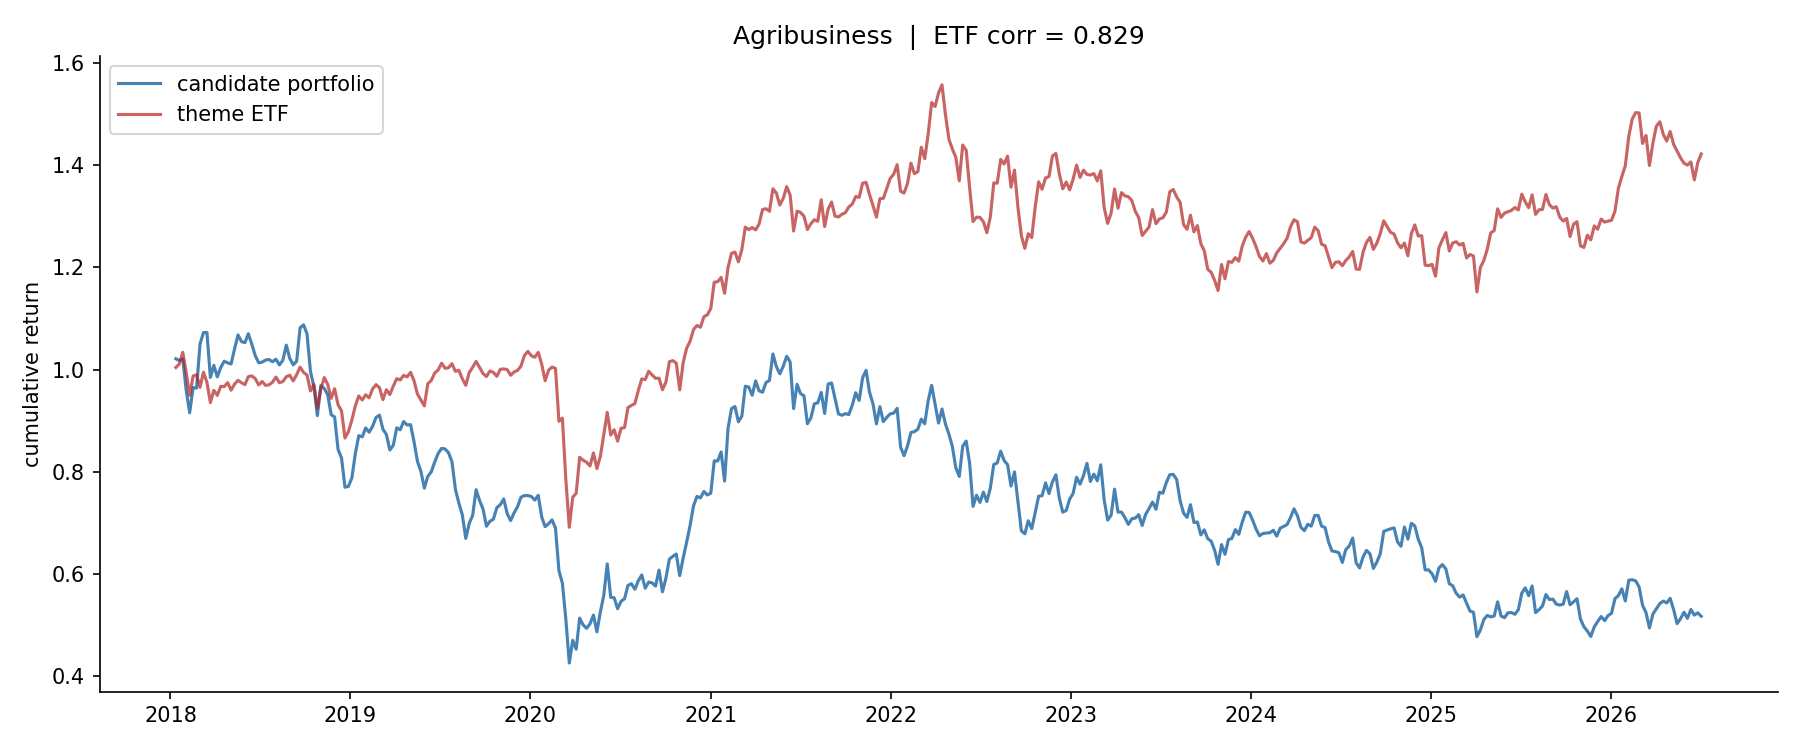 Agribusiness | ETF corr = 0.829
candidate portfolio
theme ETF
cumulative return
1.6
1.4
1.2
1.0
0.8
0.6
0.4
2018 2019 2020 2021 2022 2023 2024 2025 2026